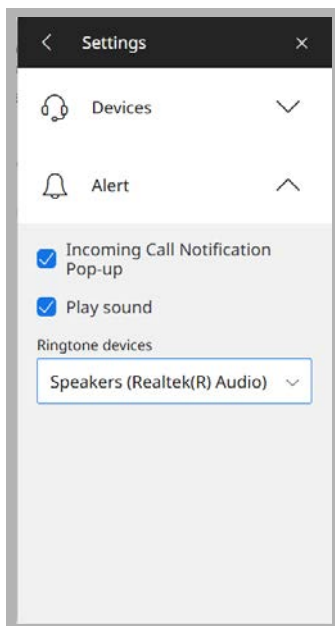 Settings
Devices
Alert
Incoming Call Notification
Pop-up
Play sound
Ringtone devices
Speakers (Realtek(R) Audio)